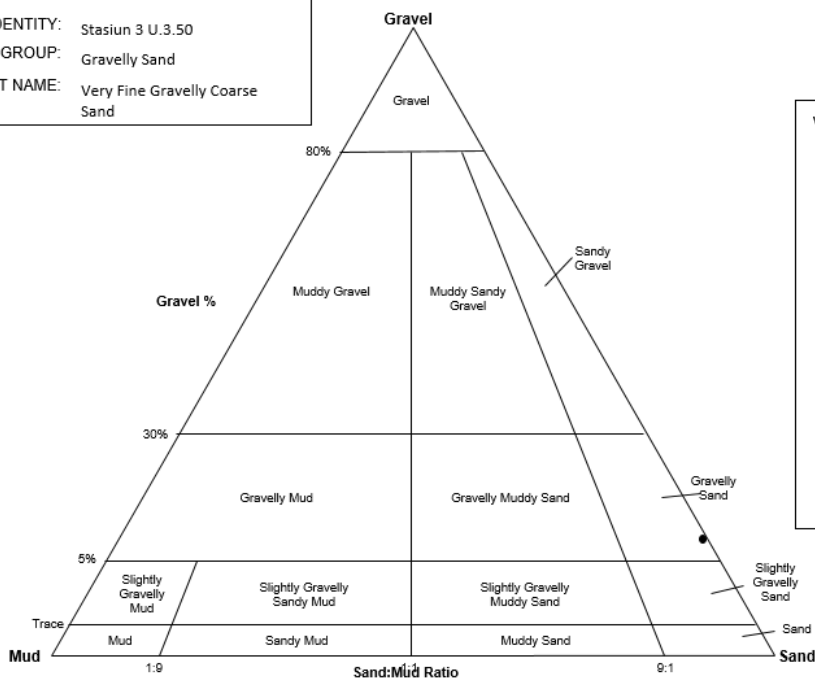 DENTITY: Stasiun 3 U.3.50
GROUP: Gravelly Sand
T NAME: Very Fine Gravelly Coarse
Sand
Gravel
Gravel
80%
Sandy
Gravel
Muddy Gravel
Muddy Sandy
Gravel
Gravel %
30%
Gravelly
Sand
Gravelly Mud
Gravelly Muddy Sand
5%
Slightly
Gravelly
Mud
Slightly Gravelly
Sandy Mud
Slightly Gravelly
Muddy Sand
Slightly
Gravelly
Sand
Trace
Mud
Sandy Mud
Muddy Sand
Sand
Mud
Sand
1:9
1:1
9:1
Sand:Mud Ratio